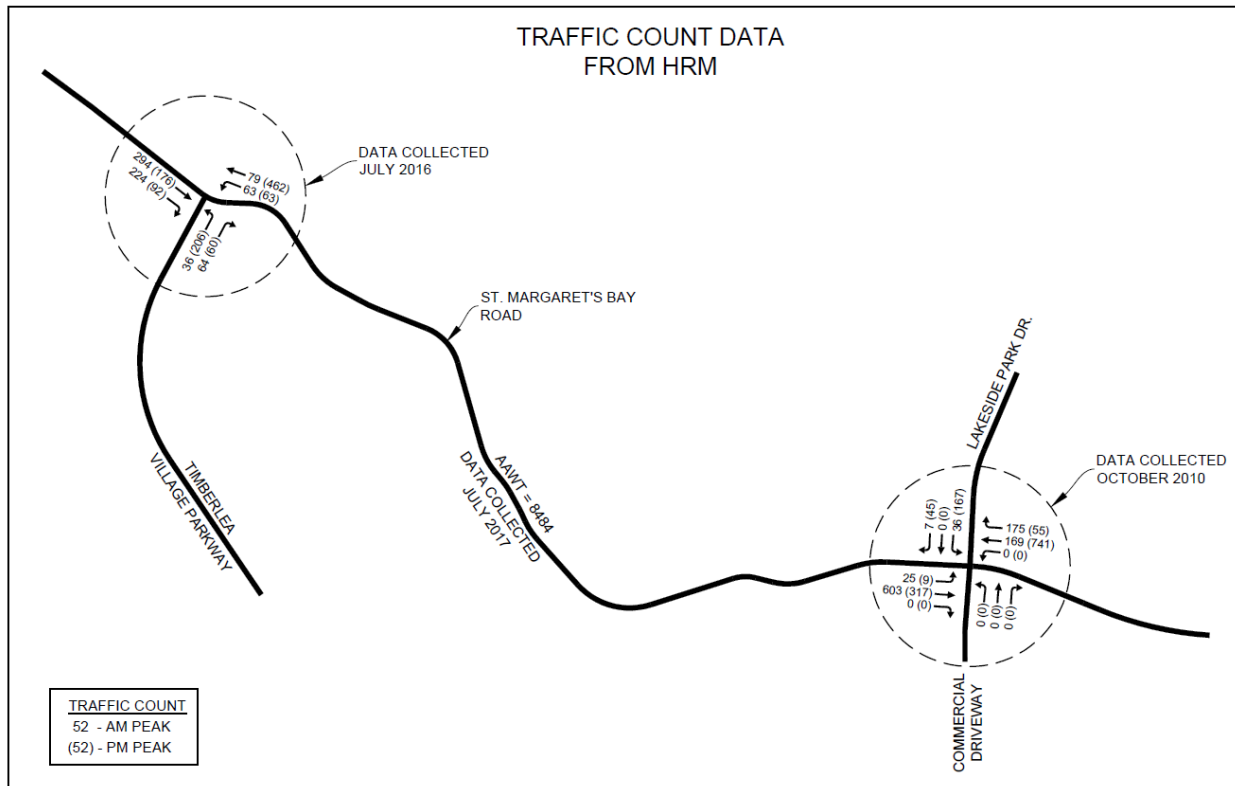 TRAFFIC COUNT DATA
FROM HRM
DATA COLLECTED
JULY 2016
294 (176)
224 (92)
79 (462)
63 (63)
36 (206)
64 (60)
ST. MARGARET'S BAY
ROAD
TIMBERLEA
VILLAGE PARKWAY
AAWT = 8484
DATA COLLECTED
JULY 2017
LAKESIDE PARK DR.
DATA COLLECTED
OCTOBER 2010
7 (45)
0 (0)
36 (167)
175 (55)
169 (741)
0 (0)
25 (9)
603 (317)
0 (0)
0 (0)
0 (0)
0 (0)
COMMERCIAL
DRIVEWAY
TRAFFIC COUNT
52 - AM PEAK
(52) - PM PEAK